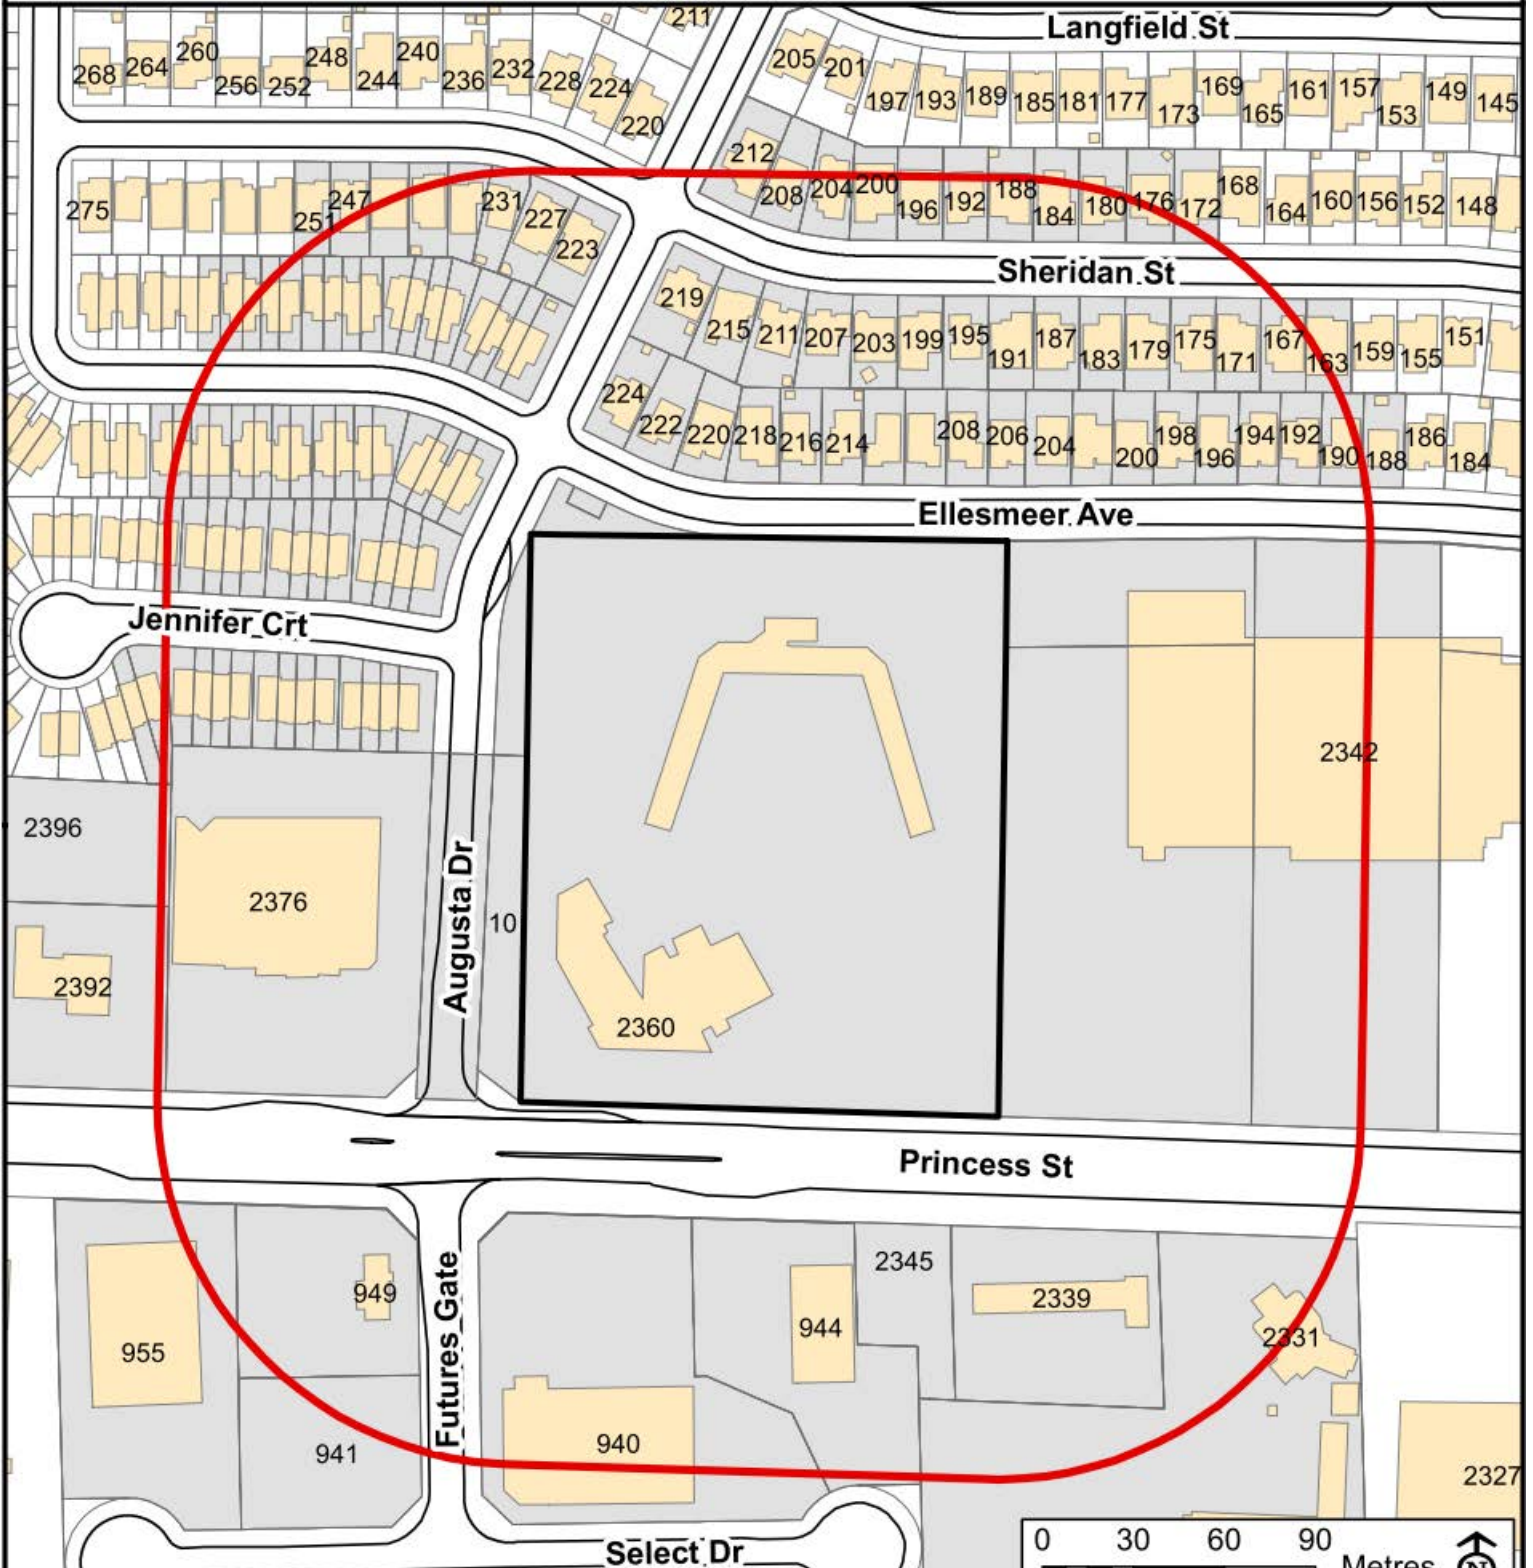 211
Langfield St
268 264 260 256 252 248 244 240 236 232 228 224 220
205 201 197 193 189 185 181 177 173 169 165 161 157 153 149 145
212 208 204 200 196 192 188 184 180 176 172 168 164 160 156 152 148
275 251 247 231 227 223
Sheridan St
219 215 211 207 203 199 195 191 187 183 179 175 171 167 163 159 155 151
224 222 220 218 216 214 208 206 204 200 198 196 194 192 190 188 186 184
Ellesmeer Ave
Jennifer Crt
2342
2396
2376
Augusta Dr
10
2392
2360
Princess St
949
Futures Gate
2345
2339
944
2331
955
940
941
2327
Select Dr
0 30 60 90
Metres
N